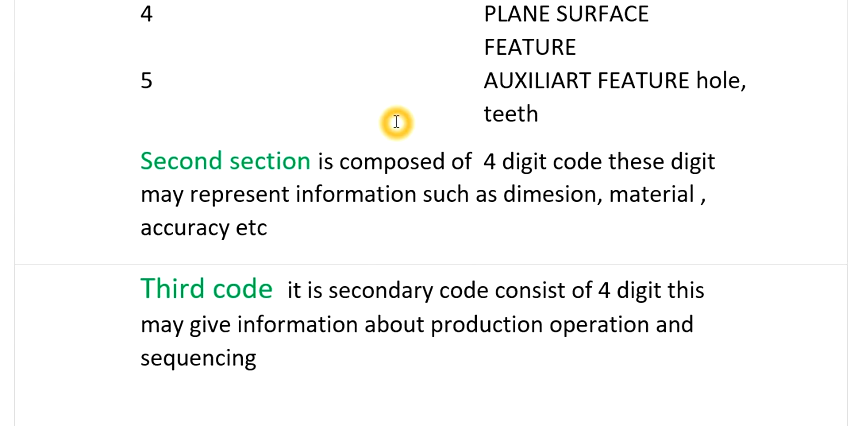 4 PLANE SURFACE
FEATURE
5 AUXILIART FEATURE hole,
teeth
Second section is composed of 4 digit code these digit
may represent information such as dimesion, material ,
accuracy etc
Third code it is secondary code consist of 4 digit this
may give information about production operation and
sequencing